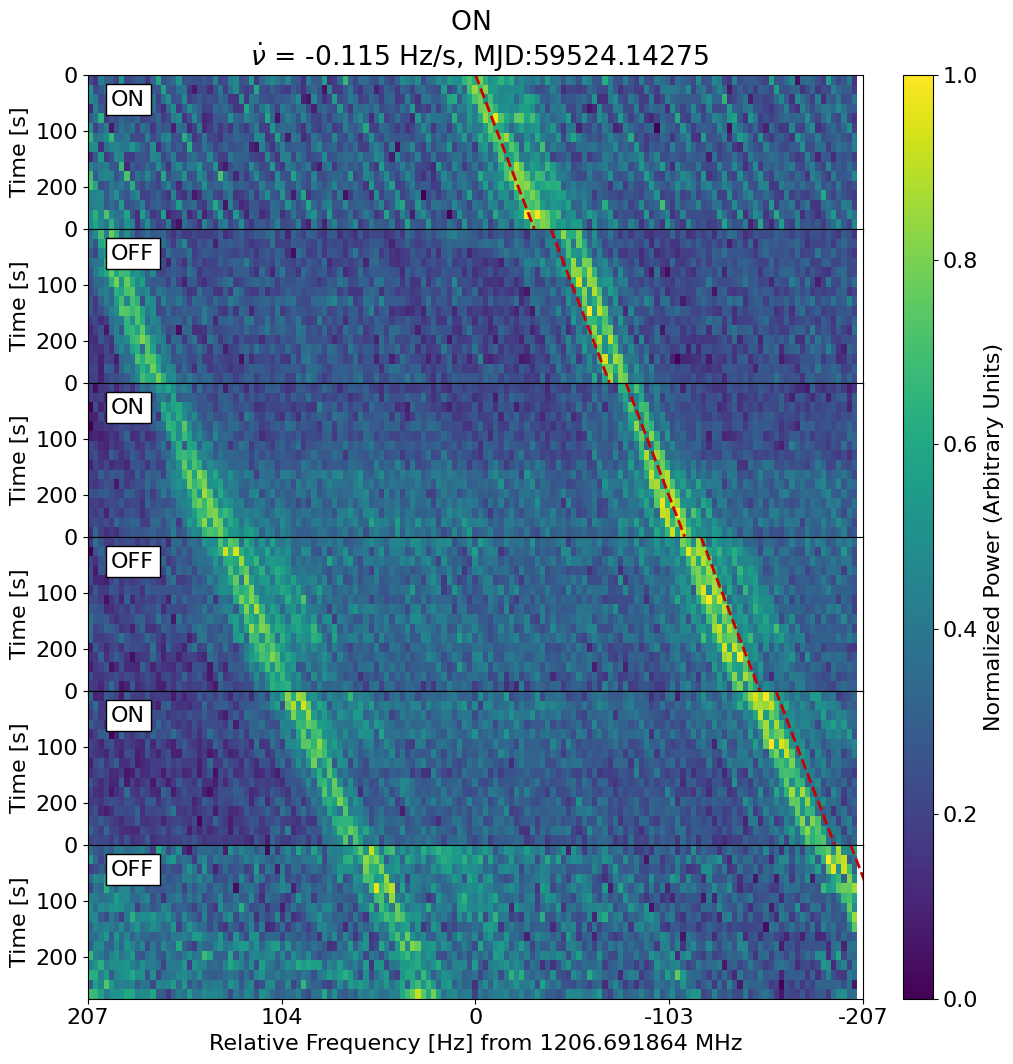 ON
ν̇ = -0.115 Hz/s, MJD:59524.14275
0
ON
100
Time [s]
200
0
OFF
100
Time [s]
200
0
ON
100
Time [s]
200
0
OFF
100
Time [s]
200
0
ON
100
Time [s]
200
0
OFF
100
Time [s]
200
207
104
0
-103
-207
Relative Frequency [Hz] from 1206.691864 MHz
1.0
0.8
0.6
0.4
0.2
0.0
Normalized Power (Arbitrary Units)